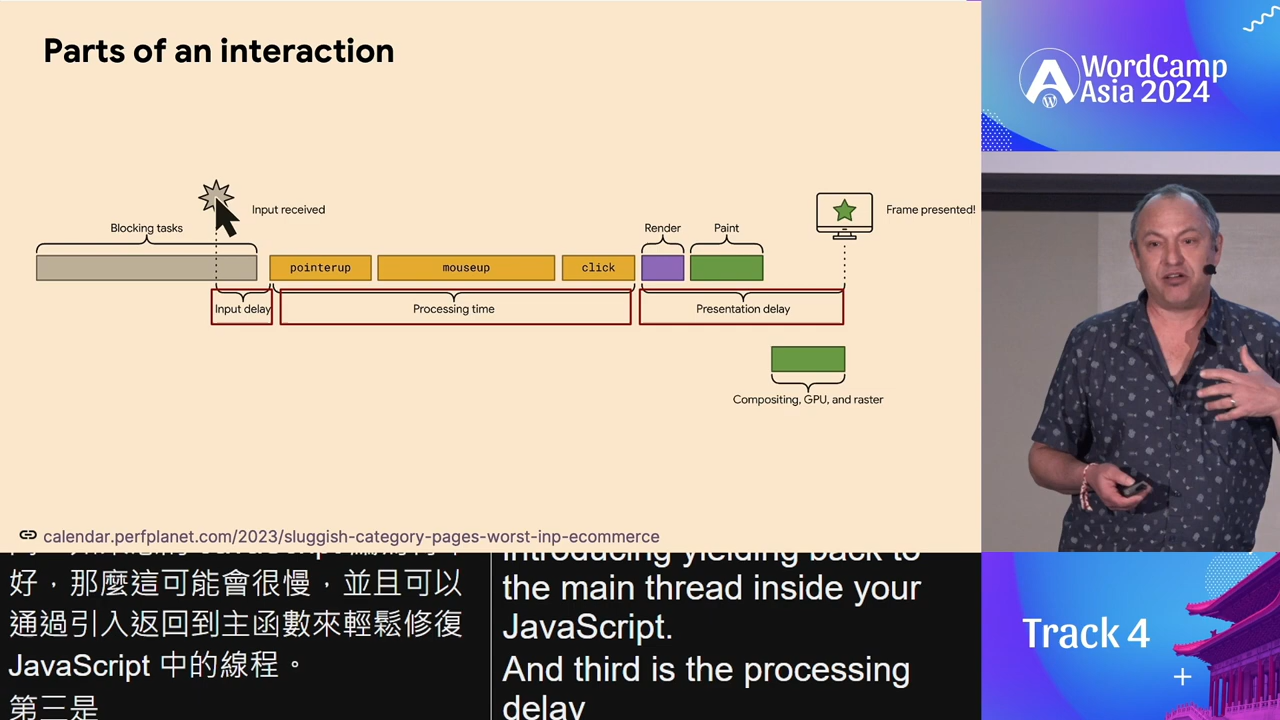 Parts of an interaction
Input received
Frame presented!
Blocking tasks
Render
Paint
pointerup
mouseup
click
Input delay
Processing time
Presentation delay
Compositing, GPU, and raster
calendar.perfplanet.com/2023/sluggish-category-pages-worst-inp-ecommerce
好，那麼這可能會很慢，並且可以
通過引入返回到主函數來輕鬆修復
JavaScript 中的線程。
第三是
Introducing yielding back to
the main thread inside your
JavaScript.
And third is the processing
delay
WordCamp
Asia 2024
Track 4